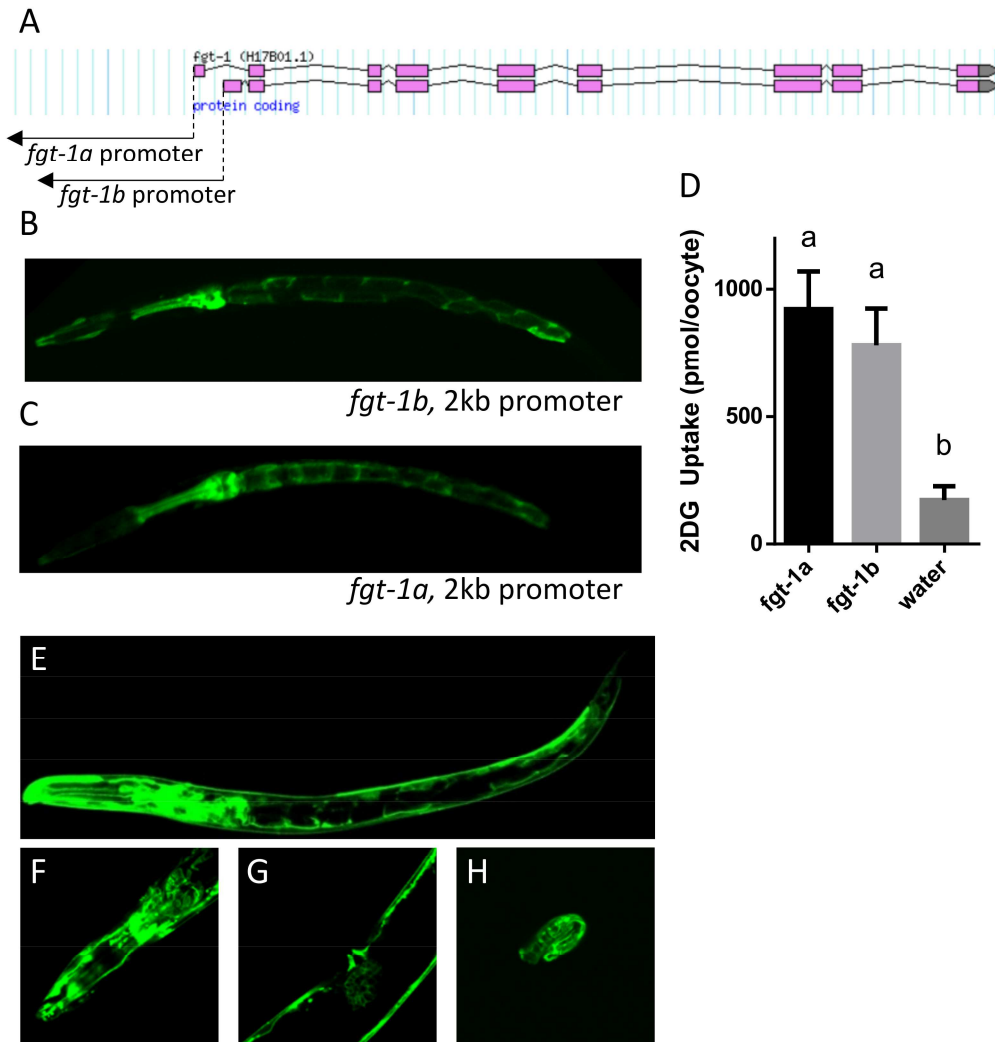 A
fgt-1 (H17B01.1)
protein coding
fgt-1a promoter
fgt-1b promoter
B
fgt-1b, 2kb promoter
C
fgt-1a, 2kb promoter
D
2DG Uptake (pmol/oocyte)
1000
500
0
a
a
b
fgt-1a
fgt-1b
water
E
F
G
H